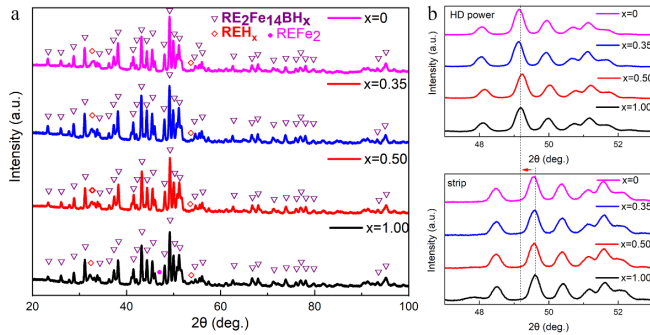 a
RE2Fe14BHx
REHx
REFe2
x=0
x=0.35
x=0.50
x=1.00
Intensity (a.u.)
20 40 60 80 100
2θ (deg.)
b
HD power
x=0
x=0.35
x=0.50
x=1.00
Intensity (a.u.)
48 50 52
2θ (deg.)
strip
x=0
x=0.35
x=0.50
x=1.00
Intensity (a.u.)
48 50 52
2θ (deg.)